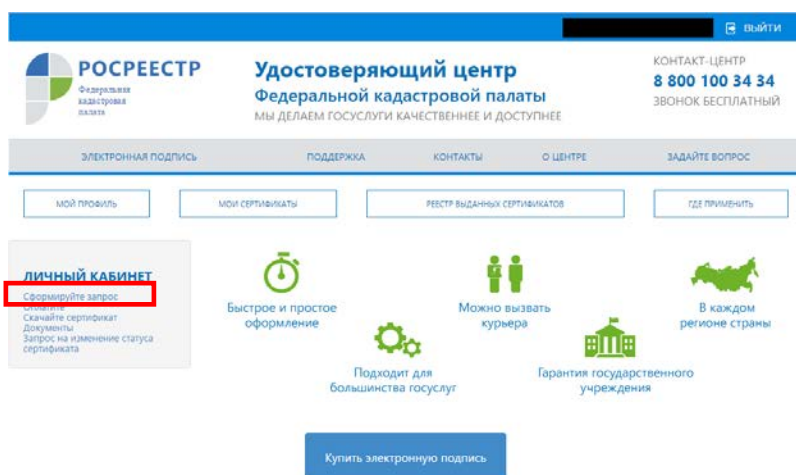 ВЫЙТИ
РОСРЕЕСТР
Федеральная
кадастровая
палата
Удостоверяющий центр
Федеральной кадастровой палаты
МЫ ДЕЛАЕМ ГОСУСЛУГИ КАЧЕСТВЕННЕЕ И ДОСТУПНЕЕ
КОНТАКТ-ЦЕНТР
8 800 100 34 34
ЗВОНОК БЕСПЛАТНЫЙ
ЭЛЕКТРОННАЯ ПОДПИСЬ
ПОДДЕРЖКА
КОНТАКТЫ
О ЦЕНТРЕ
ЗАДАЙТЕ ВОПРОС
МОЙ ПРОФИЛЬ
МОИ СЕРТИФИКАТЫ
РЕЕСТР ВЫДАННЫХ СЕРТИФИКАТОВ
ГДЕ ПРИМЕНИТЬ
ЛИЧНЫЙ КАБИНЕТ
Сформируйте запрос
Оплатите
Скачайте сертификат
Документы
Запрос на изменение статуса
сертификата
Быстрое и простое
оформление
Можно вызвать
курьера
В каждом
регионе страны
Подходит для
большинства госуслуг
Гарантия государственного
учреждения
Купить электронную подпись